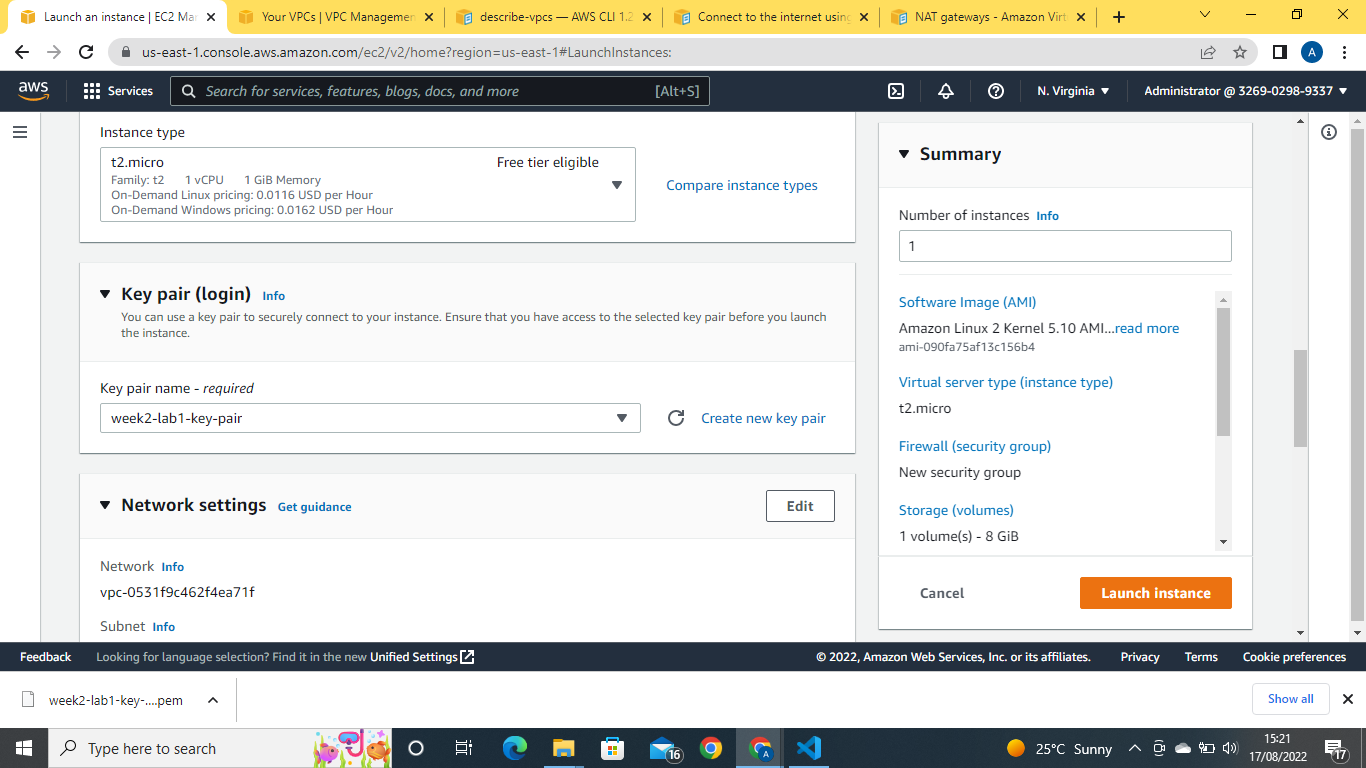 Launch an instance | EC2 Mar
Your VPCs | VPC Managemen
describe-vpcs — AWS CLI 1.2
Connect to the internet using
NAT gateways - Amazon Virt
us-east-1.console.aws.amazon.com/ec2/v2/home?region=us-east-1#LaunchInstances:
A
aws
Services
Search for services, features, blogs, docs, and more
[Alt+S]
N. Virginia
Administrator @ 3269-0298-9337
Instance type
t2.micro
Free tier eligible
Family: t2 1 vCPU 1 GiB Memory
On-Demand Linux pricing: 0.0116 USD per Hour
On-Demand Windows pricing: 0.0162 USD per Hour
Compare instance types
Key pair (login) Info
You can use a key pair to securely connect to your instance. Ensure that you have access to the selected key pair before you launch
the instance.
Key pair name - required
week2-lab1-key-pair
Create new key pair
Network settings Get guidance
Edit
Network Info
vpc-0531f9c462f4ea71f
Subnet Info
Summary
Number of instances Info
1
Software Image (AMI)
Amazon Linux 2 Kernel 5.10 AMI...read more
ami-090fa75af13c156b4
Virtual server type (instance type)
t2.micro
Firewall (security group)
New security group
Storage (volumes)
1 volume(s) - 8 GiB
Cancel
Launch instance
Feedback
Looking for language selection? Find it in the new Unified Settings
© 2022, Amazon Web Services, Inc. or its affiliates.
Privacy
Terms
Cookie preferences
week2-lab1-key-....pem
Show all
Type here to search
16
A
25°C Sunny
15:21
17/08/2022
17